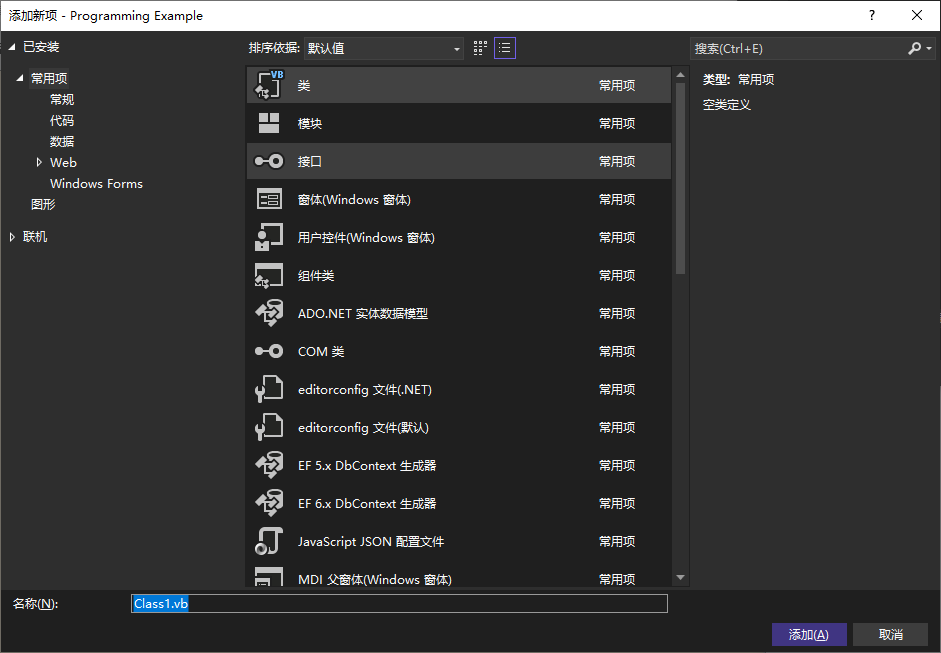 添加新项 - Programming Example
?
已安装
排序依据: 默认值
搜索(Ctrl+E)
常用项
常规
代码
数据
Web
Windows Forms
图形
联机
VB
类 常用项
模块 常用项
接口 常用项
窗体(Windows 窗体) 常用项
用户控件(Windows 窗体) 常用项
组件类 常用项
ADO.NET 实体数据模型 常用项
COM 类 常用项
editorconfig 文件(.NET) 常用项
editorconfig 文件(默认) 常用项
EF 5.x DbContext 生成器 常用项
EF 6.x DbContext 生成器 常用项
JavaScript JSON 配置文件 常用项
MDI 父窗体(Windows 窗体) 常用项
类型: 常用项
空类定义
名称(N): Class1.vb
添加(A) 取消